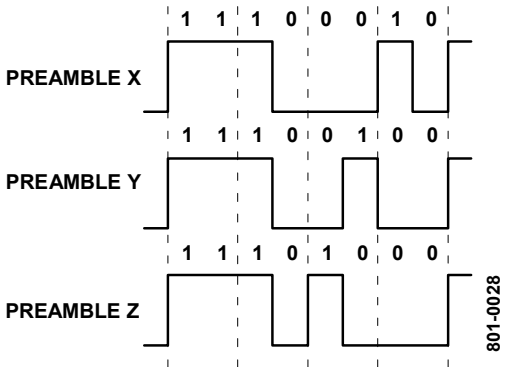 1 1 1 0 0 0 1 0
PREAMBLE X
1 1 1 0 0 1 0 0
PREAMBLE Y
1 1 1 0 1 0 0 0
PREAMBLE Z
801-0028